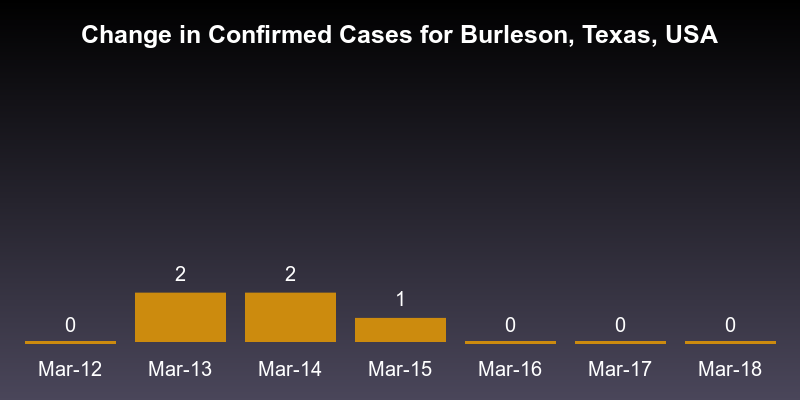 Change in Confirmed Cases for Burleson, Texas, USA
0 2 2 1 0 0 0
Mar-12 Mar-13 Mar-14 Mar-15 Mar-16 Mar-17 Mar-18